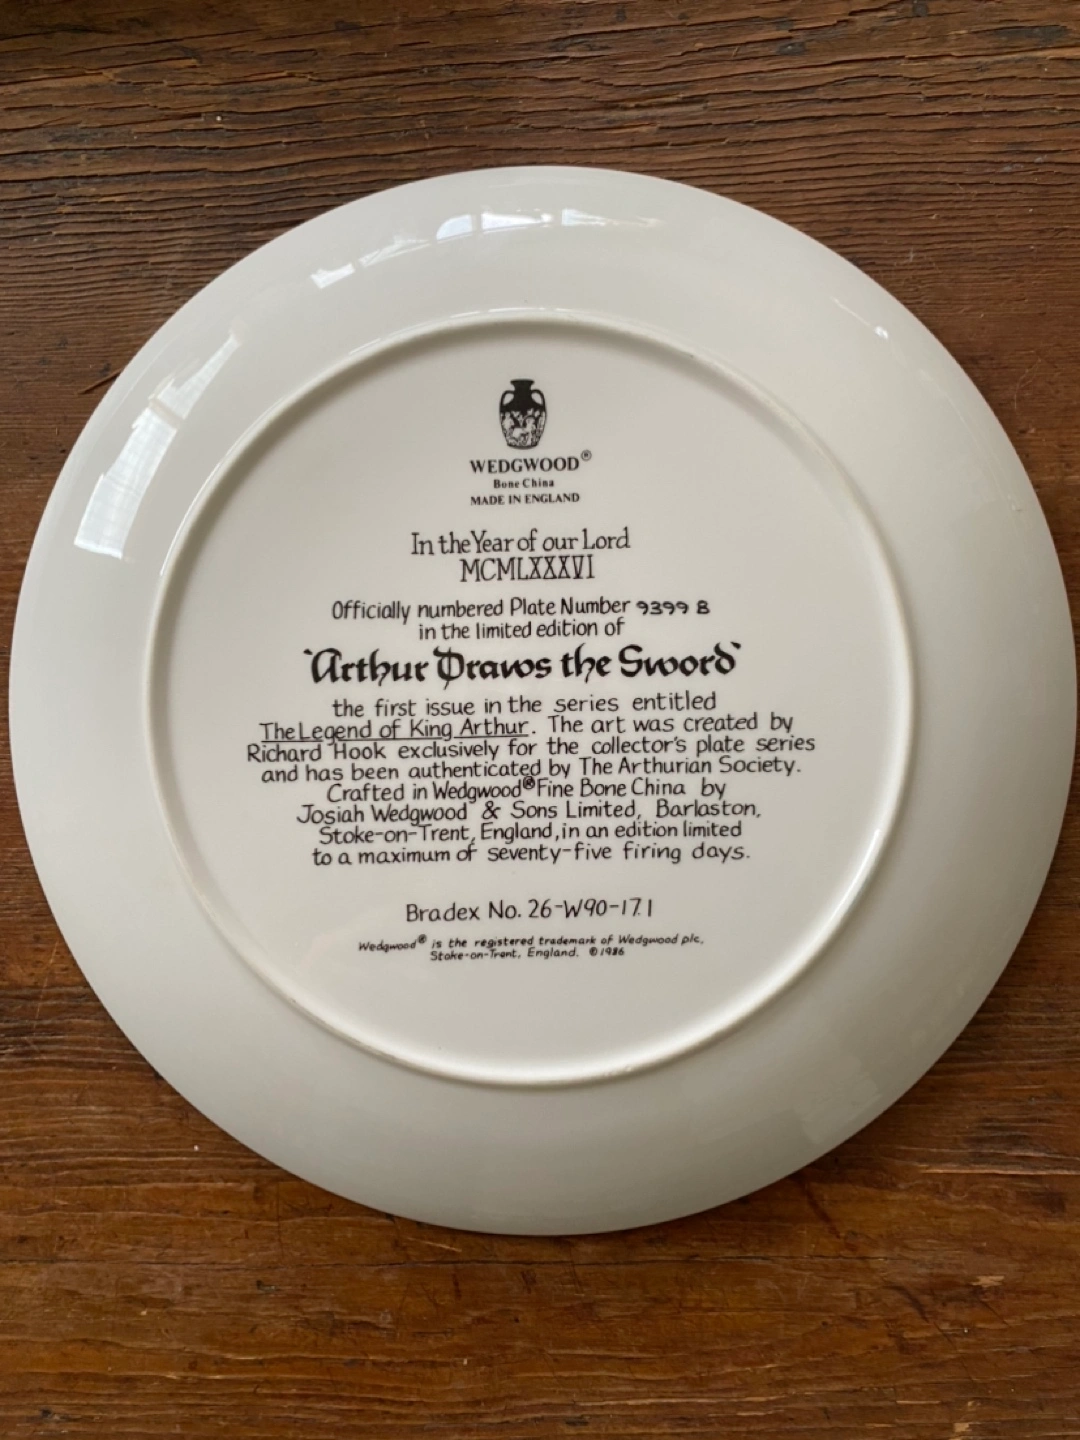 WEDGWOOD®
Bone China
MADE IN ENGLAND
In the Year of our Lord
MCMLXXXVI
Officially numbered Plate Number 9399 B
in the limited edition of
`Arthur Draws the Sword`
the first issue in the series entitled
The Legend of King Arthur. The art was created by
Richard Hook exclusively for the collector's plate series
and has been authenticated by The Arthurian Society.
Crafted in Wedgwood® Fine Bone China by
Josiah Wedgwood & Sons Limited, Barlaston,
Stoke-on-Trent, England, in an edition limited
to a maximum of seventy-five firing days.
Bradex No. 26-W90-17.1
Wedgwood® is the registered trademark of Wedgwood plc,
Stoke-on-Trent, England. ©1986